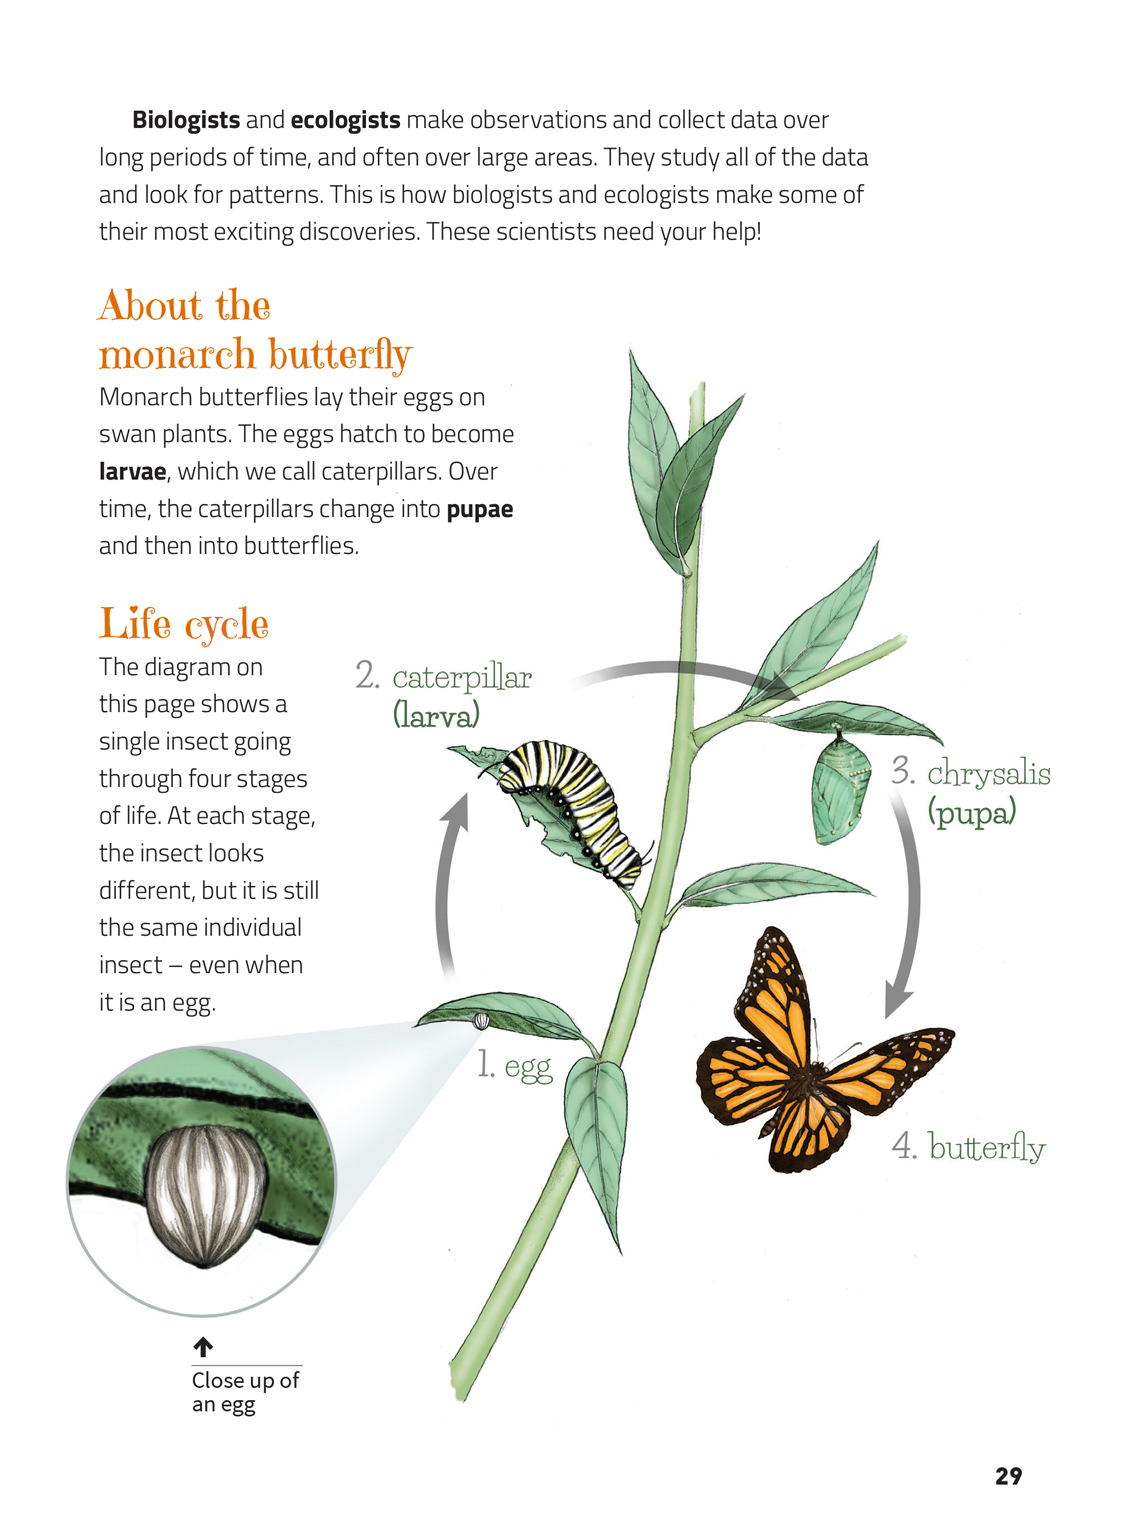 Biologists and ecologists make observations and collect data over
long periods of time, and often over large areas. They study all of the data
and look for patterns. This is how biologists and ecologists make some of
their most exciting discoveries. These scientists need your help!
About the
monarch butterfly
Monarch butterflies lay their eggs on
swan plants. The eggs hatch to become
larvae, which we call caterpillars. Over
time, the caterpillars change into pupae
and then into butterflies.
Life cycle
The diagram on
this page shows a
single insect going
through four stages
of life. At each stage,
the insect looks
different, but it is still
the same individual
insect – even when
it is an egg.
2. caterpillar
(larva)
3. chrysalis
(pupa)
1. egg
4. butterfly
Close up of
an egg
29